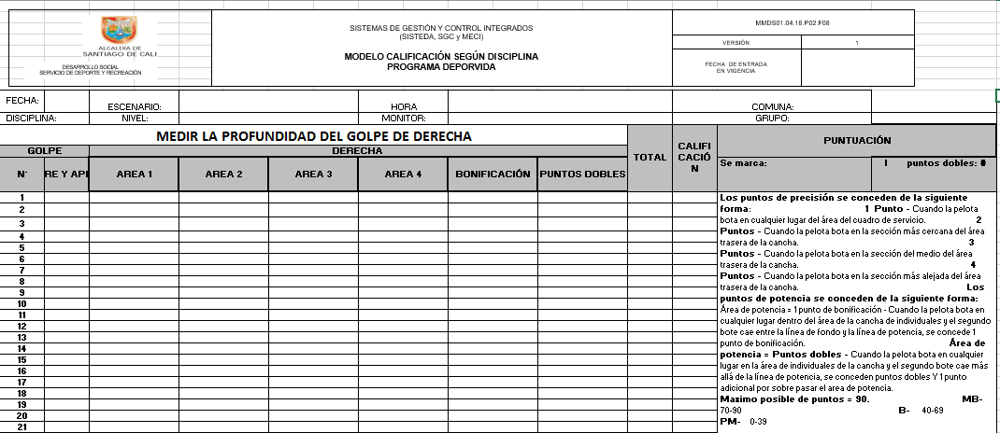 ALCALDIA DE
SANTIAGO DE CALI
DESARROLLO SOCIAL
SERVICIO DE DEPORTE Y RECREACIÓN
SISTEMAS DE GESTIÓN Y CONTROL INTEGRADOS
(SISTEDA, SGC y MECI)
MODELO CALIFICACIÓN SEGÚN DISCIPLINA
PROGRAMA DEPORVIDA
MMDS01.04.18.P02.F08
VERSIÓN 1
FECHA DE ENTRADA
EN VIGENCIA
FECHA:
ESCENARIO: HORA COMUNA:
DISCIPLINA: NIVEL: MONITOR: GRUPO:
MEDIR LA PROFUNDIDAD DEL GOLPE DE DERECHA
GOLPE DERECHA
N° RE Y API AREA 1 AREA 2 AREA 3 AREA 4 BONIFICACIÓN PUNTOS DOBLES
TOTAL
CALIFI
CACIÓ
N
PUNTUACIÓN
Se marca: I puntos dobles: #
1
2
3
4
5
6
7
8
9
10
11
12
13
14
15
16
17
18
19
20
21
Los puntos de precisión se conceden de la siguiente
forma: 1 Punto - Cuando la pelota
bota en cualquier lugar del área del cuadro de servicio. 2
Puntos - Cuando la pelota bota en la sección más cercana del área
trasera de la cancha. 3
Puntos - Cuando la pelota bota en la sección del medio del área
trasera de la cancha. 4
Puntos - Cuando la pelota bota en la sección más alejada del área
trasera de la cancha. Los
puntos de potencia se conceden de la siguiente forma:
Área de potencia = 1 punto de bonificación - Cuando la pelota bota en
cualquier lugar dentro del área de la cancha de individuales y el segundo
bote cae entre la línea de fondo y la línea de potencia, se concede 1
punto de bonificación. Área de
potencia = Puntos dobles - Cuando la pelota bota en cualquier
lugar en la área de individuales de la cancha y el segundo bote cae más
allá de la línea de potencia, se conceden puntos dobles Y 1 punto
adicional por sobre pasar el area de potencia.
Maximo posible de puntos = 90. MB-
70-90 B- 40-69
PM- 0-39